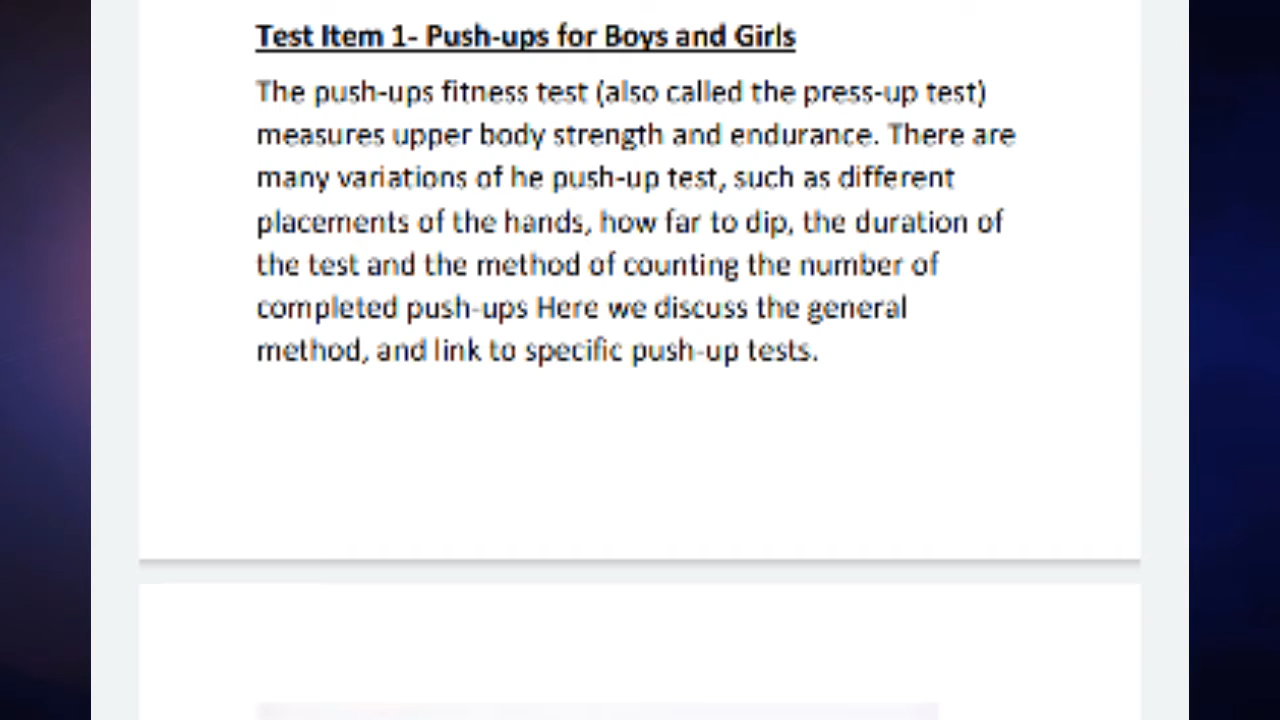 Test Item 1- Push-ups for Boys and Girls
The push-ups fitness test (also called the press-up test)
measures upper body strength and endurance. There are
many variations of he push-up test, such as different
placements of the hands, how far to dip, the duration of
the test and the method of counting the number of
completed push-ups Here we discuss the general
method, and link to specific push-up tests.